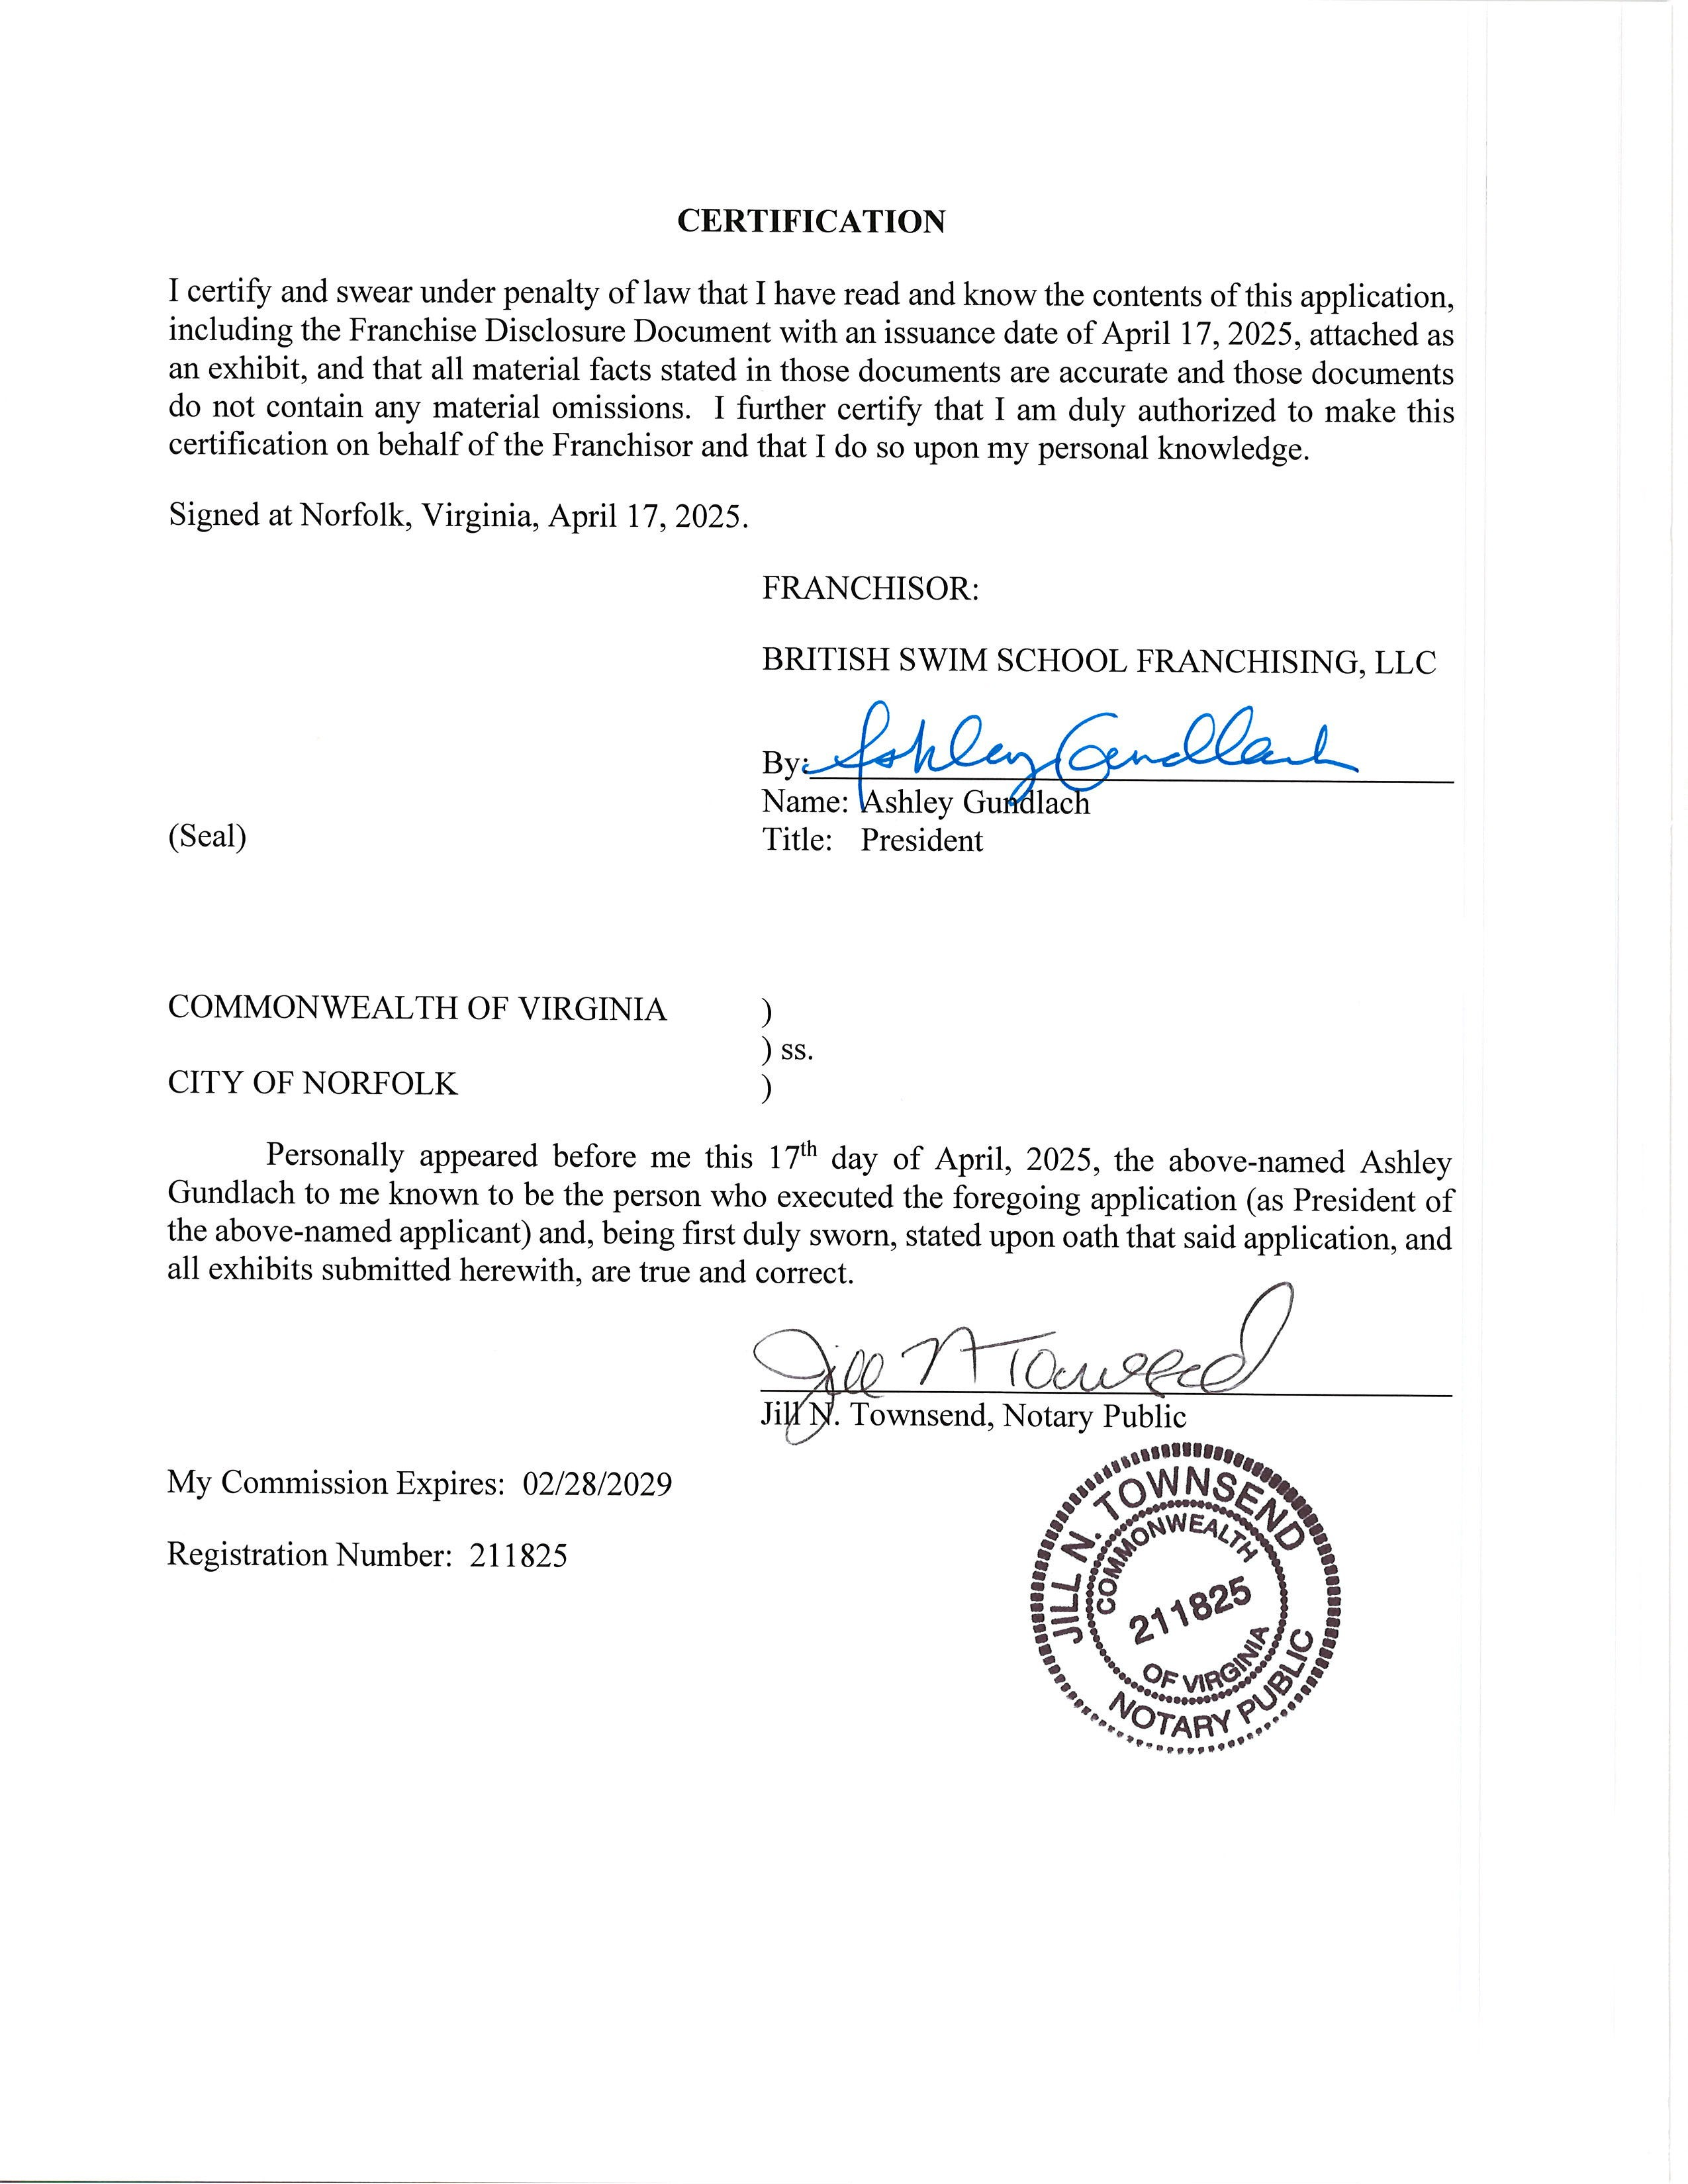 CERTIFICATION
I certify and swear under penalty of law that I have read and know the contents of this application,
including the Franchise Disclosure Document with an issuance date of April 17, 2025, attached as
an exhibit, and that all material facts stated in those documents are accurate and those documents
do not contain any material omissions. I further certify that I am duly authorized to make this
certification on behalf of the Franchisor and that I do so upon my personal knowledge.
Signed at Norfolk, Virginia, April 17, 2025.
FRANCHISOR:
BRITISH SWIM SCHOOL FRANCHISING, LLC
By: Ashley Gundlach
Name: Ashley Gundlach
(Seal)
Title: President
COMMONWEALTH OF VIRGINIA )
) ss.
CITY OF NORFOLK )
Personally appeared before me this 17th day of April, 2025, the above-named Ashley
Gundlach to me known to be the person who executed the foregoing application (as President of
the above-named applicant) and, being first duly sworn, stated upon oath that said application, and
all exhibits submitted herewith, are true and correct.
Jill N Townsend
Jill N. Townsend, Notary Public
My Commission Expires: 02/28/2029
Registration Number: 211825
JILL N. TOWNSEND
COMMONWEALTH
211825
OF VIRGINIA
NOTARY PUBLIC